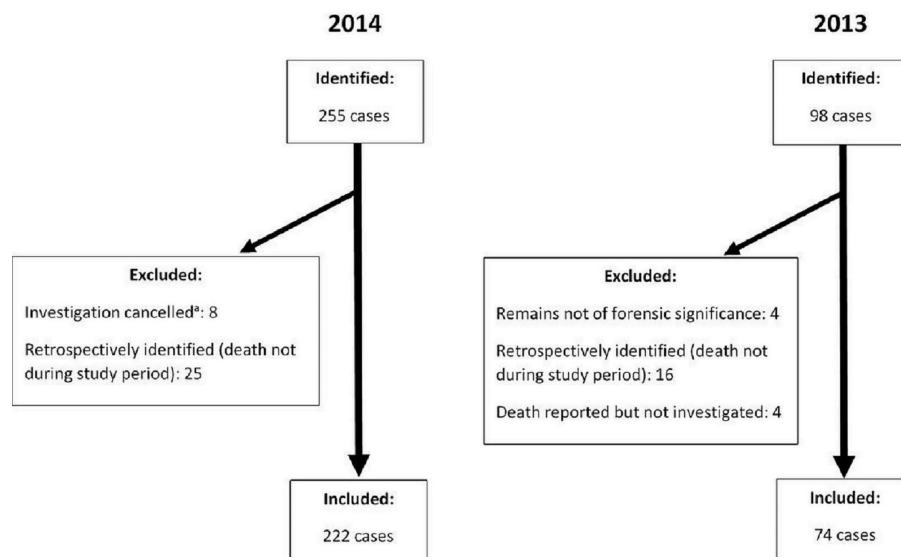 2014
Identified:
255 cases
Excluded:
Investigation cancelledª: 8
Retrospectively identified (death not
during study period): 25
Included:
222 cases
2013
Identified:
98 cases
Excluded:
Remains not of forensic significance: 4
Retrospectively identified (death not
during study period): 16
Death reported but not investigated: 4
Included:
74 cases